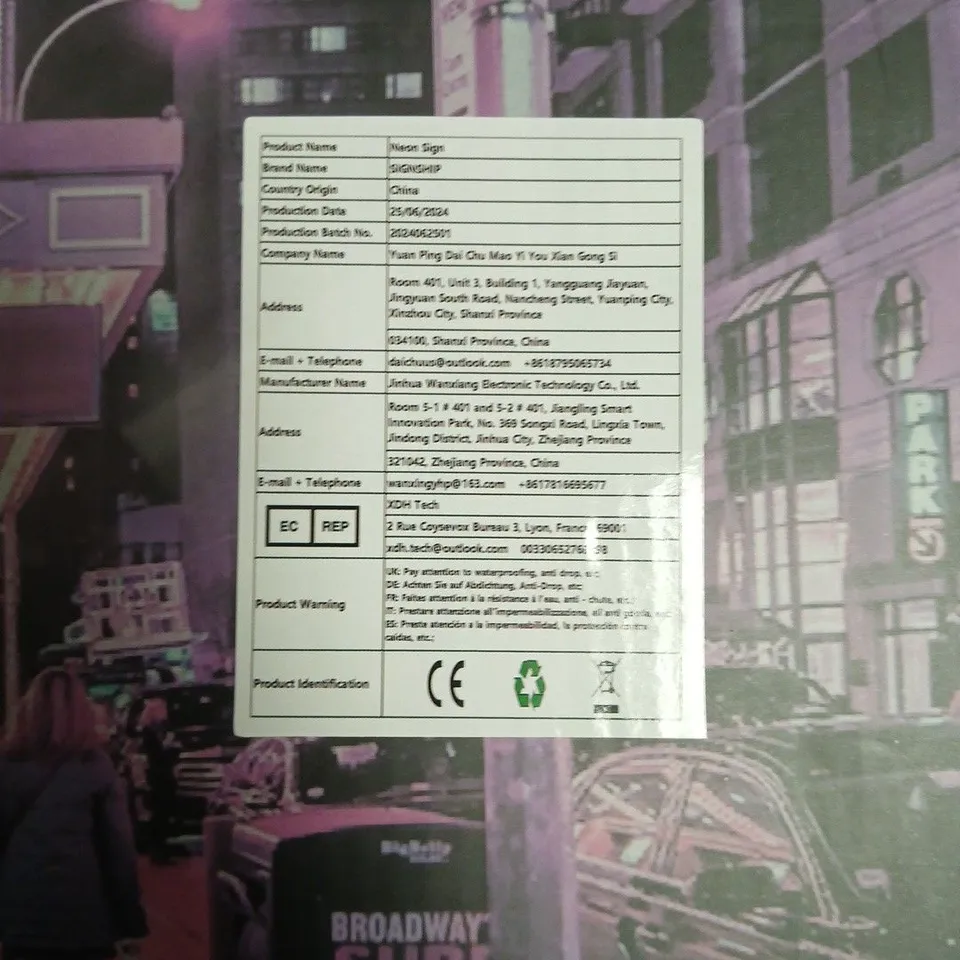 Product Name Neon Sign
Brand Name SIGNSHIP
Country Origin China
Production Date 25/06/2024
Production Batch No. 2024062501
Company Name Yuan Ping Dai Chu Mao Yi You Xian Gong Si
Address
Room 401, Unit 3, Building 1, Yangguang Jiayuan,
Jingyuan South Road, Nancheng Street, Yuanping City,
Xinzhou City, Shanxi Province
034100, Shanxi Province, China
E-mail + Telephone daichuus@outlook.com +8618795065734
Manufacturer Name Jinhua Wanxiang Electronic Technology Co., Ltd.
Address
Room 5-1 # 401 and 5-2 # 401, Jiangling Smart
Innovation Park, No. 369 Songxi Road, Lingxia Town,
Jindong District, Jinhua City, Zhejiang Province
321042, Zhejiang Province, China
E-mail + Telephone wanxingyhp@163.com +8617816695677
EC REP
XDH Tech
2 Rue Coysevox Bureau 3, Lyon, 69001
xdh.tech@outlook.com
Product Warning
UK: Pay attention to waterproofing, anti drop,
DE: Achten Sie auf Abdichtung, Anti-Drop, etc
FR: Faites attention à la résistance à l'eau, anti - chute, etc.;
IT: Prestare attenzione all'impermeabilizzazione, all'anti
ES: Preste atención a la impermeabilidad, la protección contra
caídas, etc.;
Product Identification CE
PARK
BigBelly
BROADWAY'